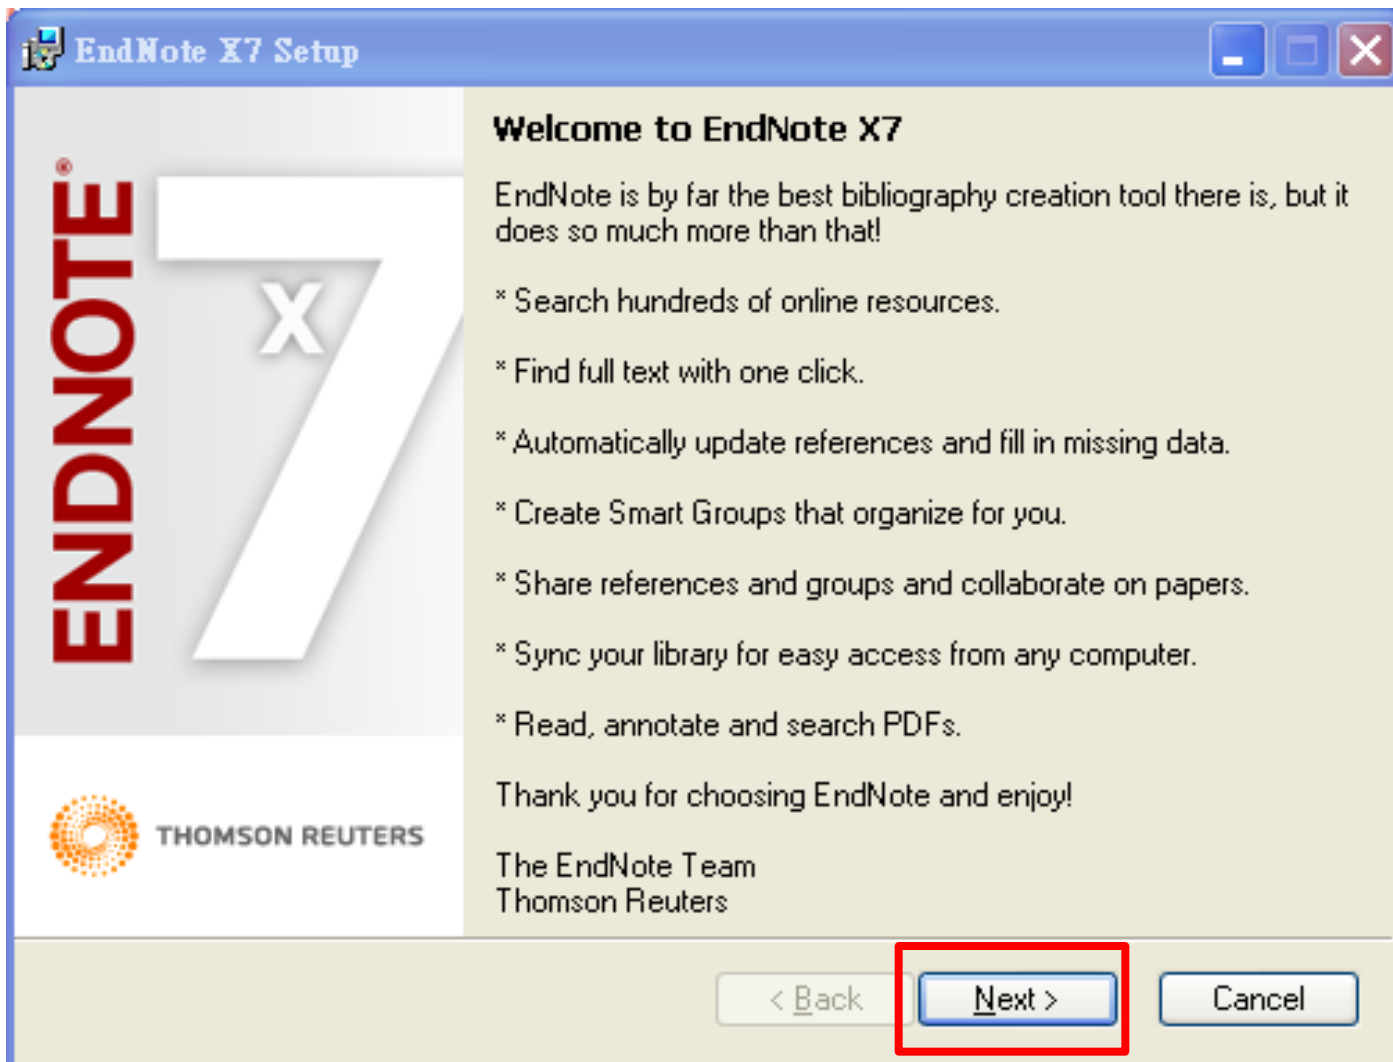 EndNote X7 Setup
ENDNOTE®
X7
THOMSON REUTERS
Welcome to EndNote X7
EndNote is by far the best bibliography creation tool there is, but it
does so much more than that!
* Search hundreds of online resources.
* Find full text with one click.
* Automatically update references and fill in missing data.
* Create Smart Groups that organize for you.
* Share references and groups and collaborate on papers.
* Sync your library for easy access from any computer.
* Read, annotate and search PDFs.
Thank you for choosing EndNote and enjoy!
The EndNote Team
Thomson Reuters
< Back
Next >
Cancel